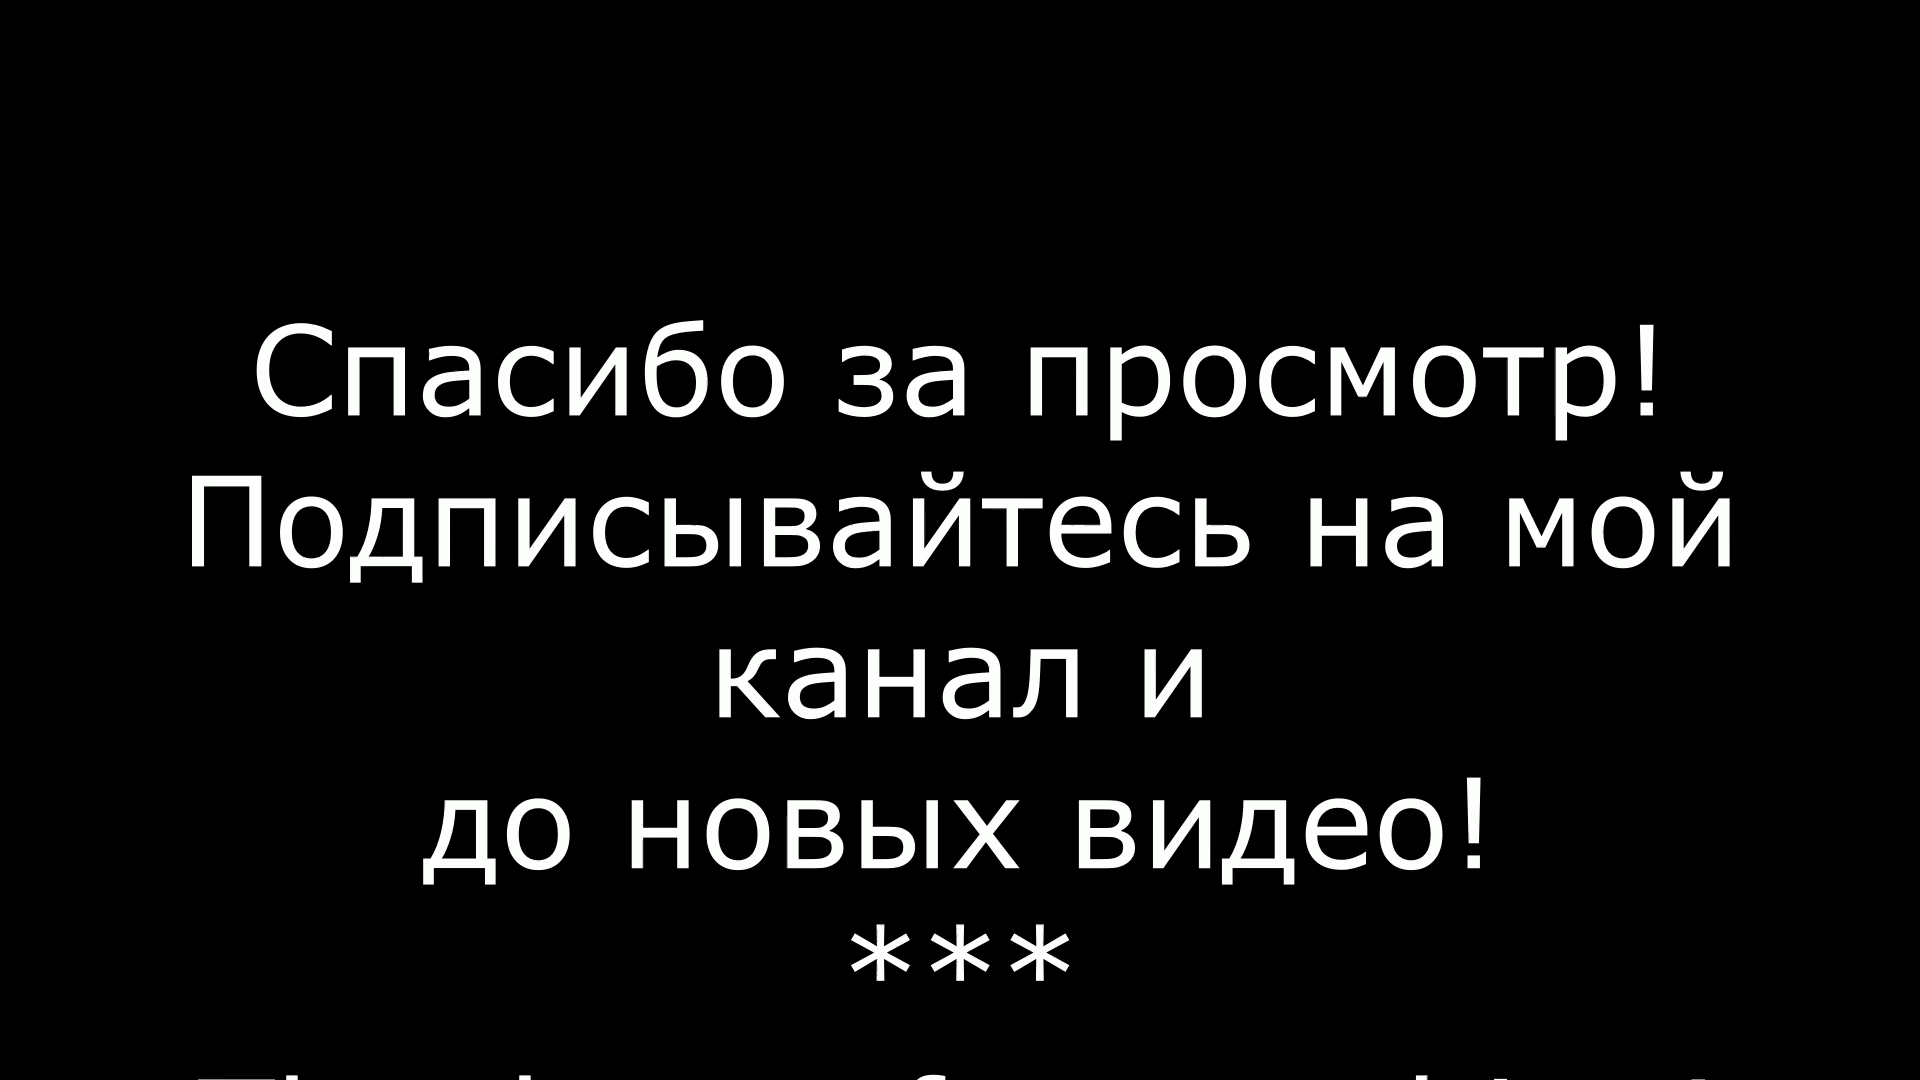 Спасибо за просмотр!
Подписывайтесь на мой
канал и
до новых видео!
***